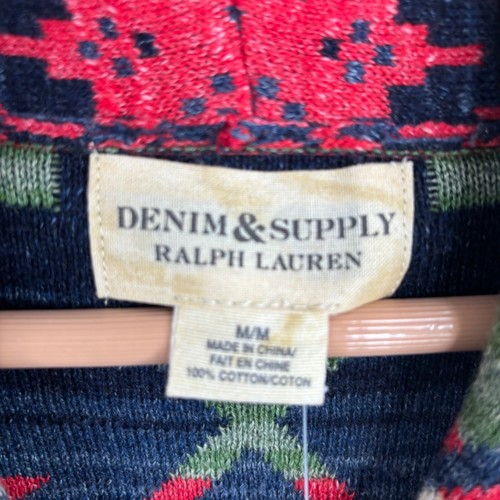 DENIM & SUPPLY
RALPH LAUREN
M/M
MADE IN CHINA/
FAIT EN CHINE
100% COTTON/COTON